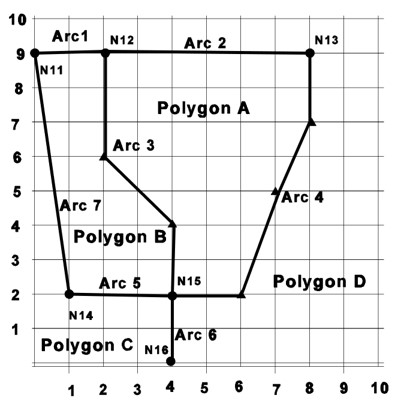 10
Arc1 N12 Arc 2 N13
9
N11
8
Polygon A
7
Arc 3
6
5
Arc 7 Arc 4
4
Polygon B
3
Arc 5 N15 Polygon D
2
N14
1 Arc 6
Polygon C N16
1 2 3 4 5 6 7 8 9 10